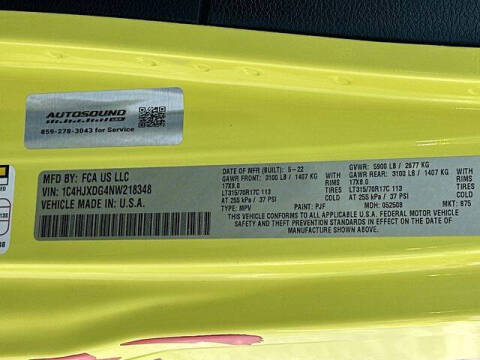 AUTOSOUND
859-278-3043 for Service
MFD BY: FCA US LLC
VIN: 1C4HJXDG4NW218348
VEHICLE MADE IN U.S.A.
DATE OF MFR (BUILT): 5-22
GAWR FRONT: 3100 LB / 1407 KG WITH
17X8.0 RIMS
LT315/70R17C 113 TIRES
AT 255 kPa / 37 PSI
TYPE: MPV PAINT: PJF
GVWR: 5900 LB / 2677 KG
GAWR REAR: 3100 LB / 1407 KG WITH
17X8.0
LT315/70R17C 113
AT 255 kPa / 37 PSI
MDH: 052508 MKT: 875
THIS VEHICLE CONFORMS TO ALL APPLICABLE U.S.A. FEDERAL MOTOR VEHICLE
SAFETY AND THEFT PREVENTION STANDARDS IN EFFECT ON THE DATE OF
MANUFACTURE SHOWN ABOVE.